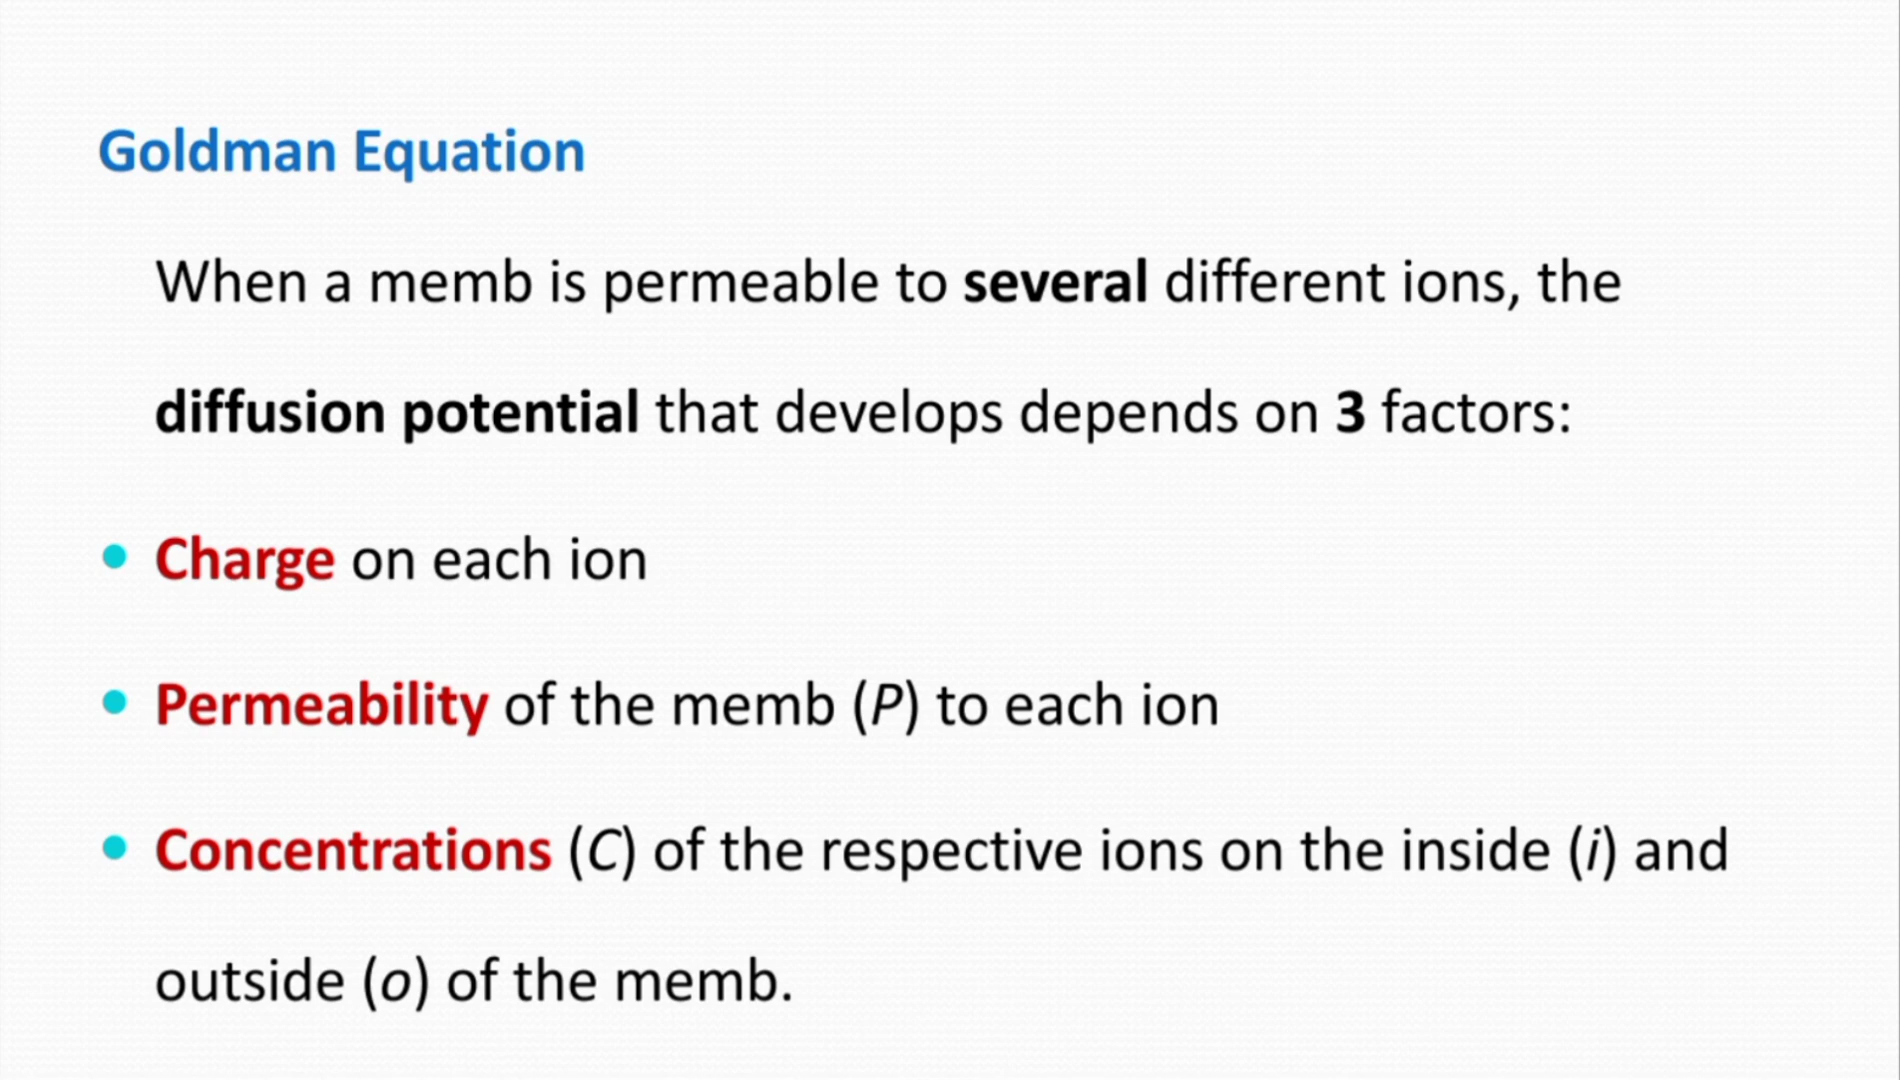 Goldman Equation
When a memb is permeable to several different ions, the
diffusion potential that develops depends on 3 factors:
• Charge on each ion
• Permeability of the memb (P) to each ion
• Concentrations (C) of the respective ions on the inside (i) and
outside (o) of the memb.